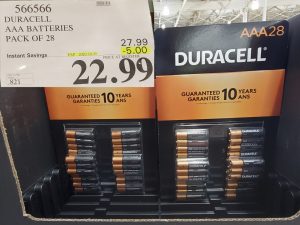 566566
DURACELL
AAA BATTERIES
PACK OF 28
27.99
-5.00
Instant Savings
22.99
821
GUARANTEED 10 YEARS
GARANTIES 10 ANS
AAA28
DURACELL
GUARANTEED 10 YEARS
GARANTIES 10 ANS